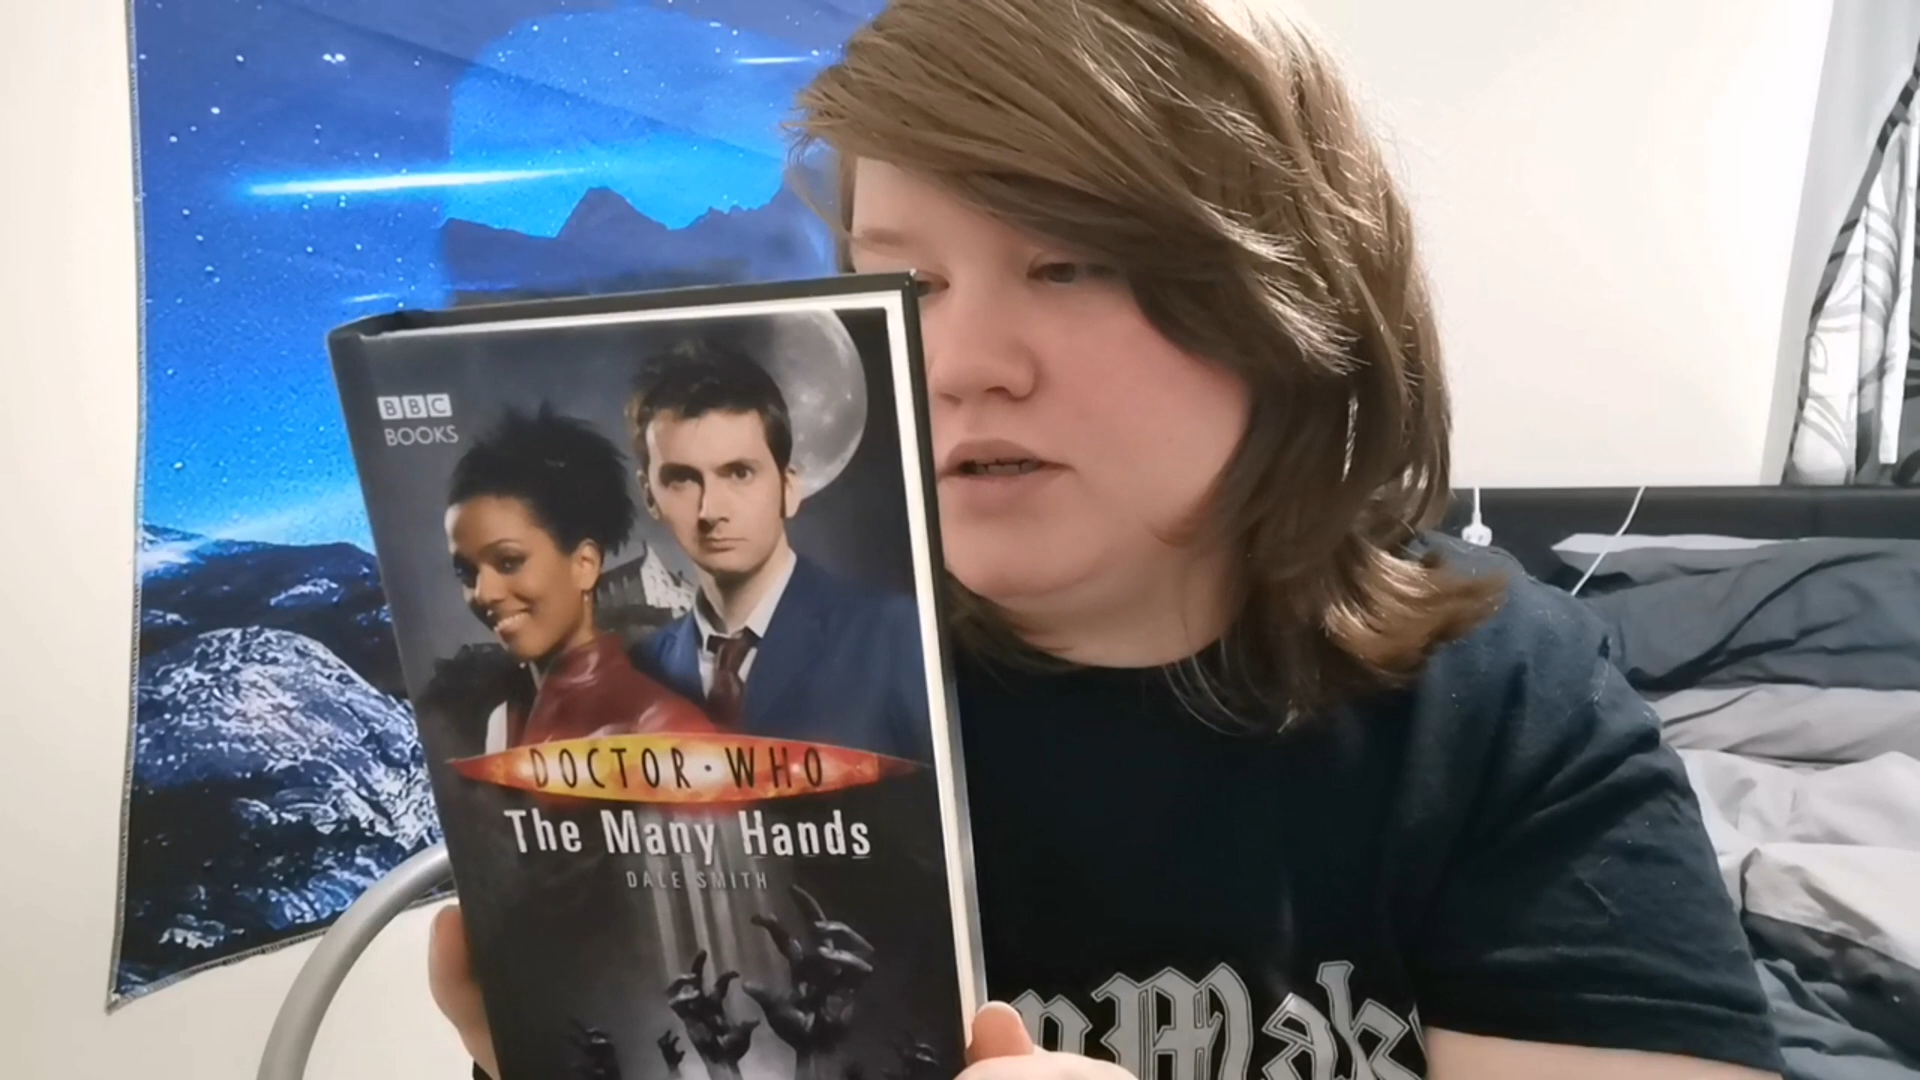 BBC
BOOKS
DOCTOR · WHO
The Many Hands
DALE SMITH